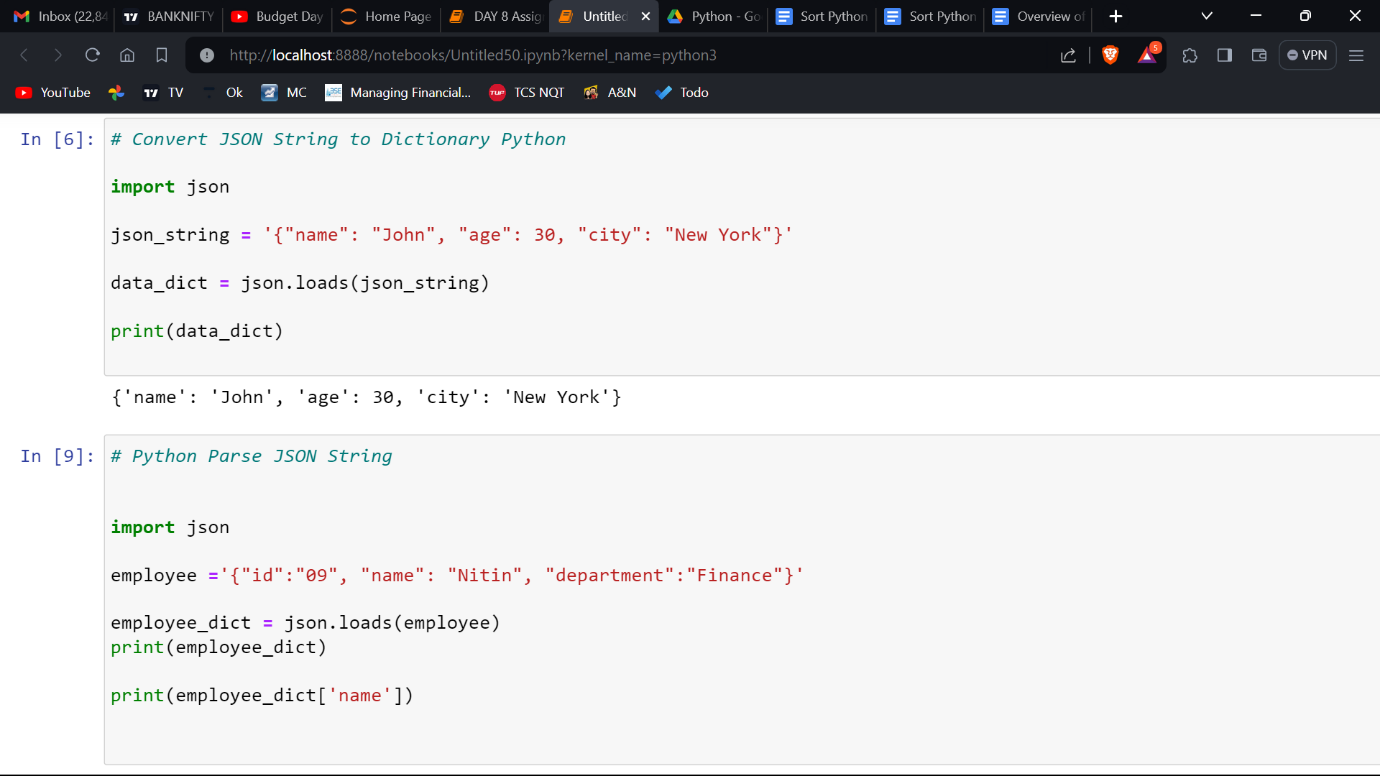 Inbox (22,84
BANKNIFTY
Budget Day
Home Page
DAY 8 Assig
Untitled
Python - Go
Sort Python
Sort Python
Overview of
http://localhost:8888/notebooks/Untitled50.ipynb?kernel_name=python3
5
VPN
YouTube
TV
Ok
MC
Managing Financial...
TCS NQT
A&N
Todo
In [6]: # Convert JSON String to Dictionary Python
import json
json_string = '{"name": "John", "age": 30, "city": "New York"}'
data_dict = json.loads(json_string)
print(data_dict)
{'name': 'John', 'age': 30, 'city': 'New York'}
In [9]: # Python Parse JSON String
import json
employee ='{"id":"09", "name": "Nitin", "department":"Finance"}'
employee_dict = json.loads(employee)
print(employee_dict)
print(employee_dict['name'])